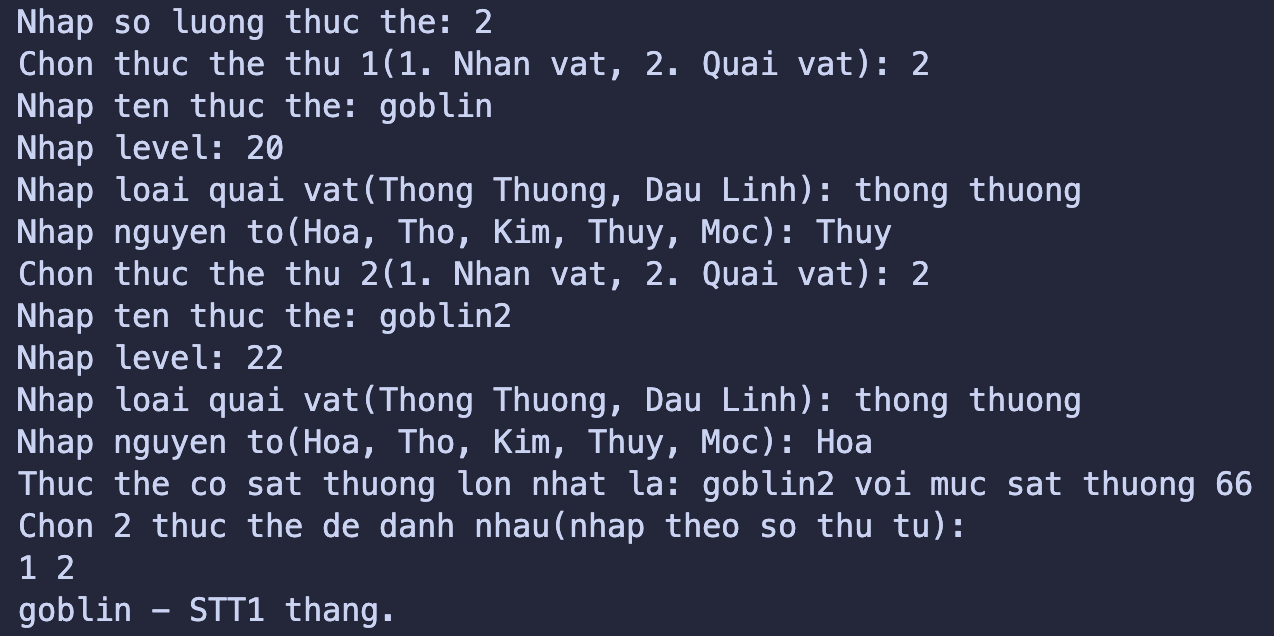 Nhap so luong thuc the: 2
Chon thuc the thu 1(1. Nhan vat, 2. Quai vat): 2
Nhap ten thuc the: goblin
Nhap level: 20
Nhap loai quai vat(Thong Thuong, Dau Linh): thong thuong
Nhap nguyen to(Hoa, Tho, Kim, Thuy, Moc): Thuy
Chon thuc the thu 2(1. Nhan vat, 2. Quai vat): 2
Nhap ten thuc the: goblin2
Nhap level: 22
Nhap loai quai vat(Thong Thuong, Dau Linh): thong thuong
Nhap nguyen to(Hoa, Tho, Kim, Thuy, Moc): Hoa
Thuc the co sat thuong lon nhat la: goblin2 voi muc sat thuong 66
Chon 2 thuc the de danh nhau(nhap theo so thu tu):
1 2
goblin - STT1 thang.